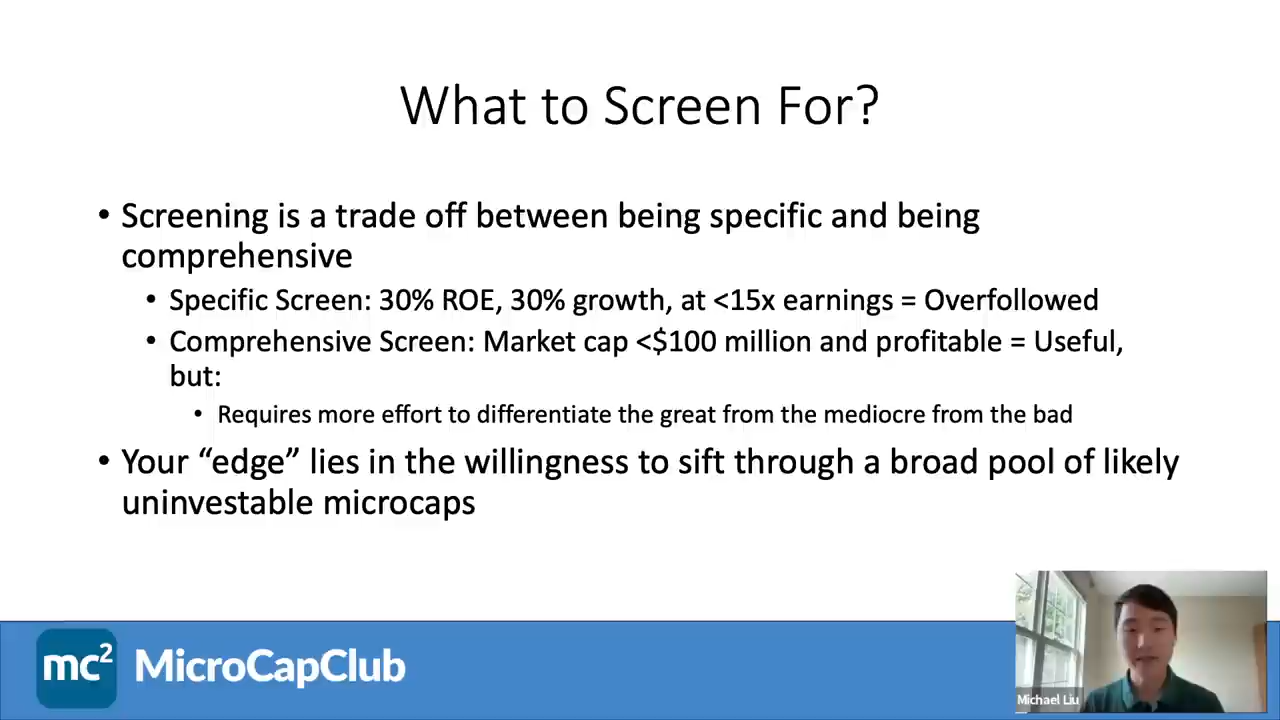 What to Screen For?
• Screening is a trade off between being specific and being
comprehensive
• Specific Screen: 30% ROE, 30% growth, at <15x earnings = Overfollowed
• Comprehensive Screen: Market cap <$100 million and profitable = Useful,
but:
• Requires more effort to differentiate the great from the mediocre from the bad
• Your “edge” lies in the willingness to sift through a broad pool of likely
uninvestable microcaps
mc² MicroCapClub
Michael Liu